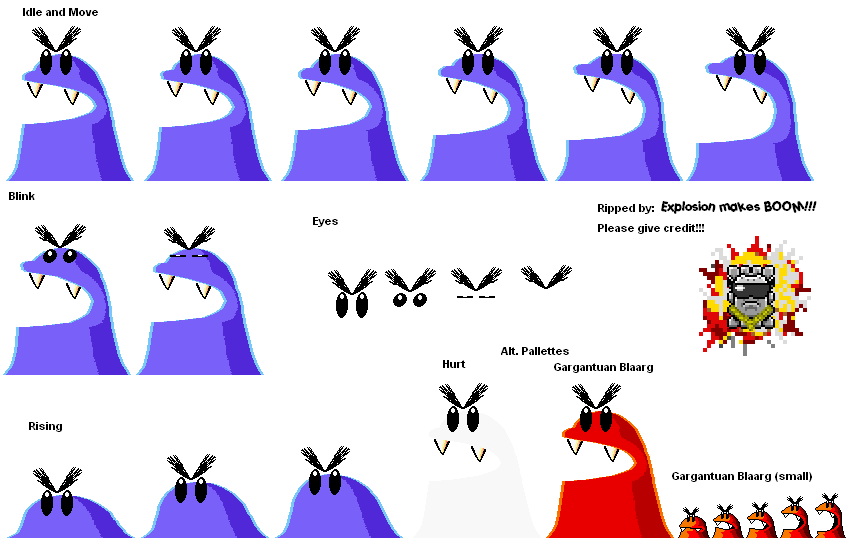 Idle and Move
Blink
Eyes
Ripped by: Explosion makes BOOM!!!
Please give credit!!!
Alt. Pallettes
Hurt
Gargantuan Blaarg
Rising
Gargantuan Blaarg (small)